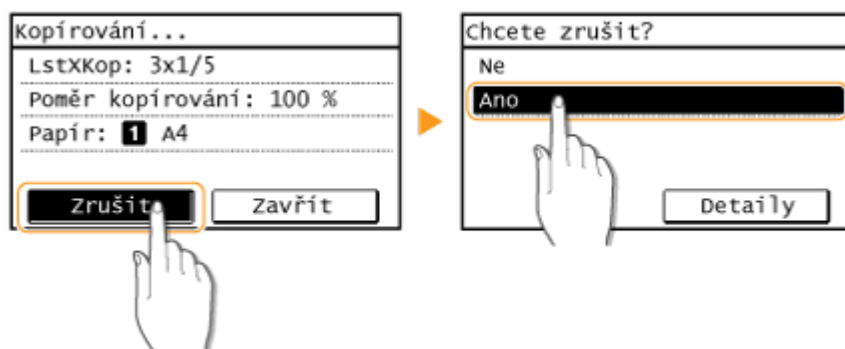 Kopírování...
LstXKop: 3x1/5
Poměr kopírování: 100 %
Papír: 1 A4
Zrušit
Zavřít
Chcete zrušit?
Ne
Ano
Detaily